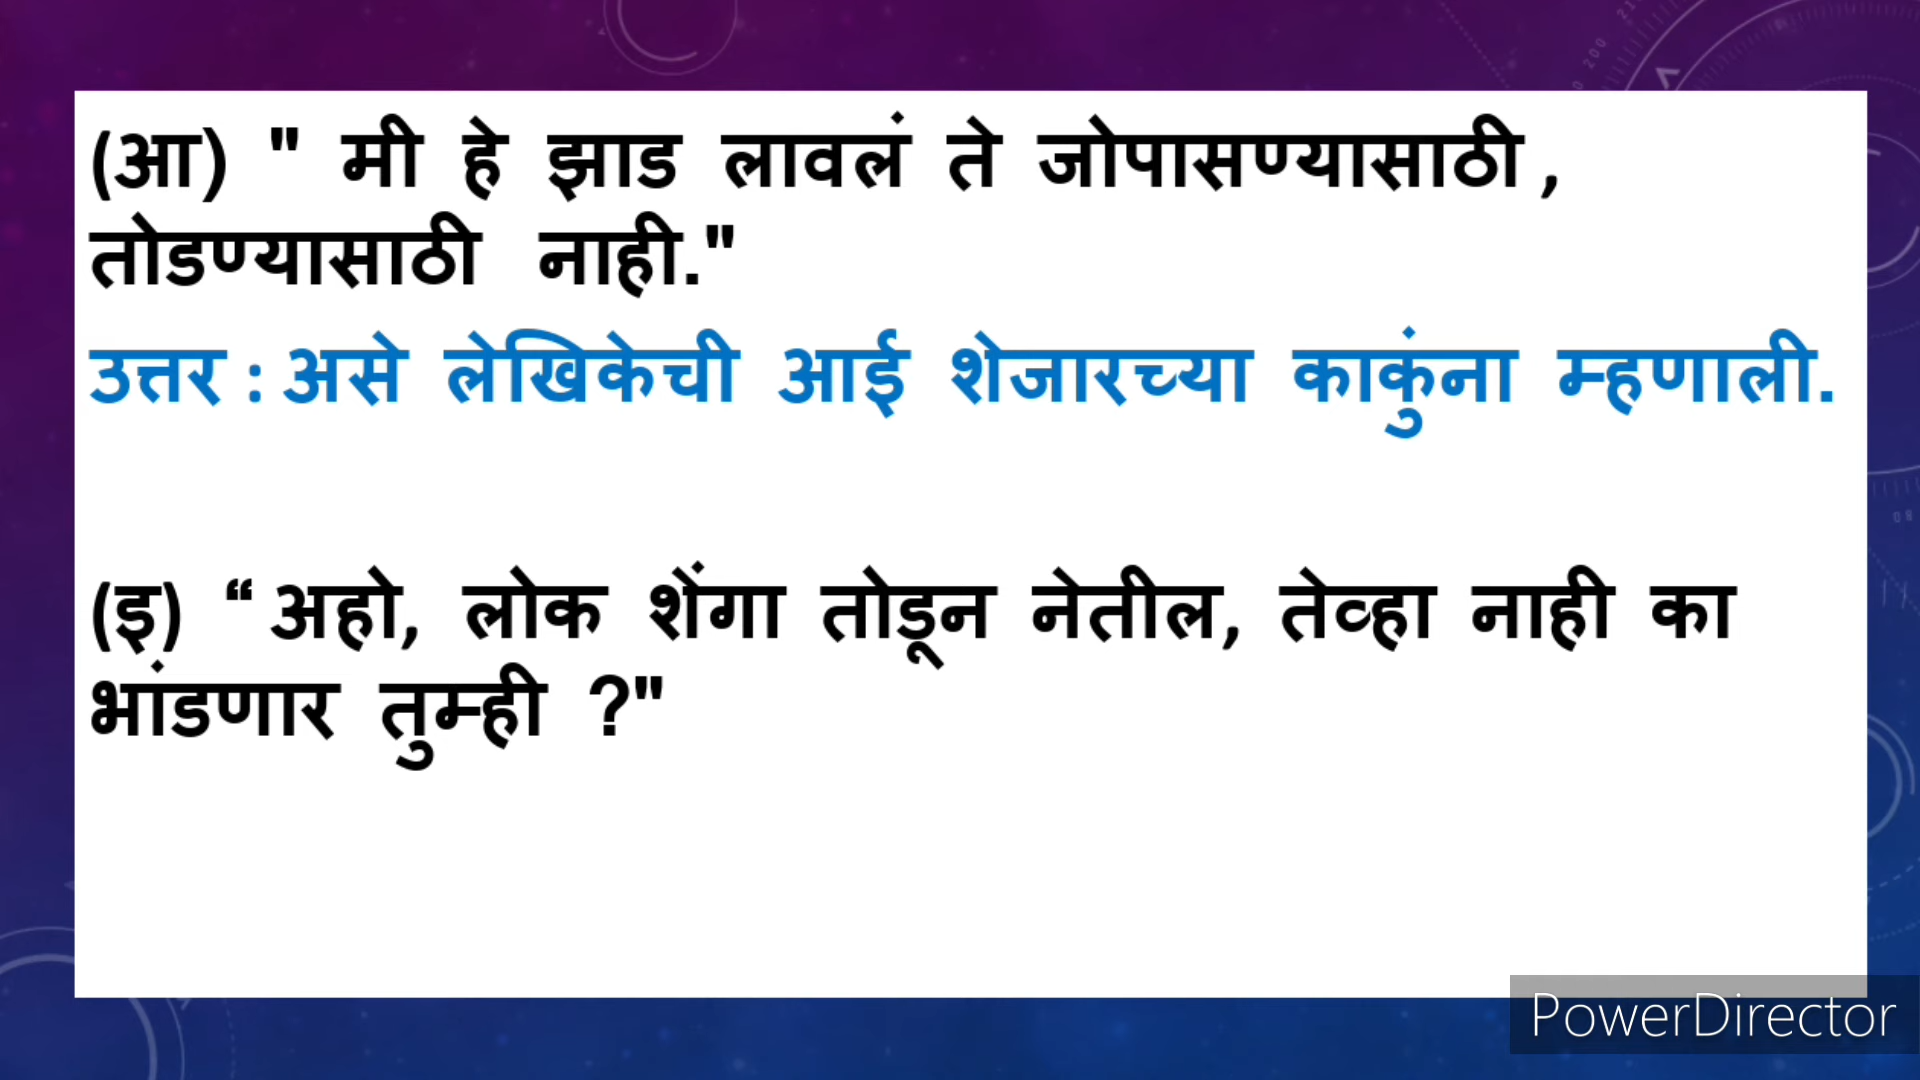 (आ) " मी हे झाड लावलं ते जोपासण्यासाठी ,
तोडण्यासाठी नाही."
उत्तर : असे लेखिकेची आई शेजारच्या काकुंना म्हणाली.
(इ) “ अहो, लोक शेंगा तोडून नेतील, तेव्हा नाही का
भांडणार तुम्ही ?"
PowerDirector